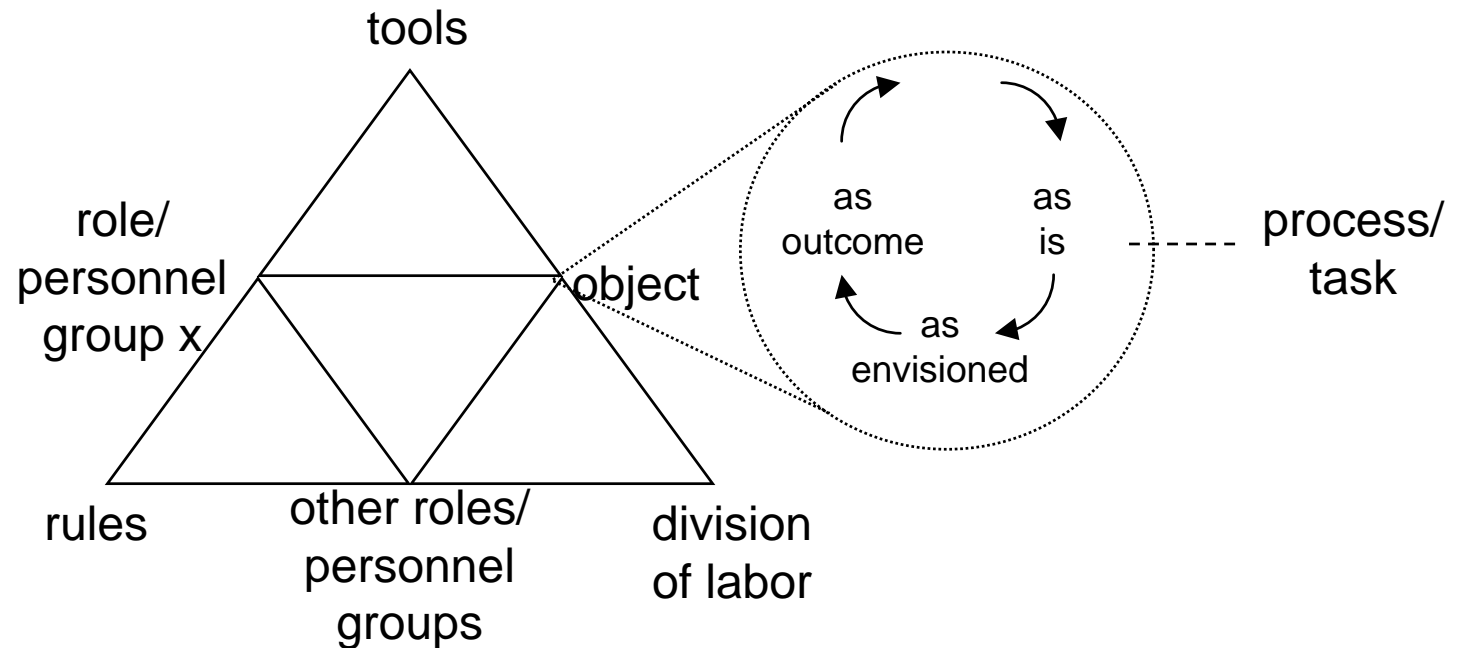 tools
role/
personnel
group x
object
as
outcome
as
is
as
envisioned
process/
task
rules
other roles/
personnel
groups
division
of labor